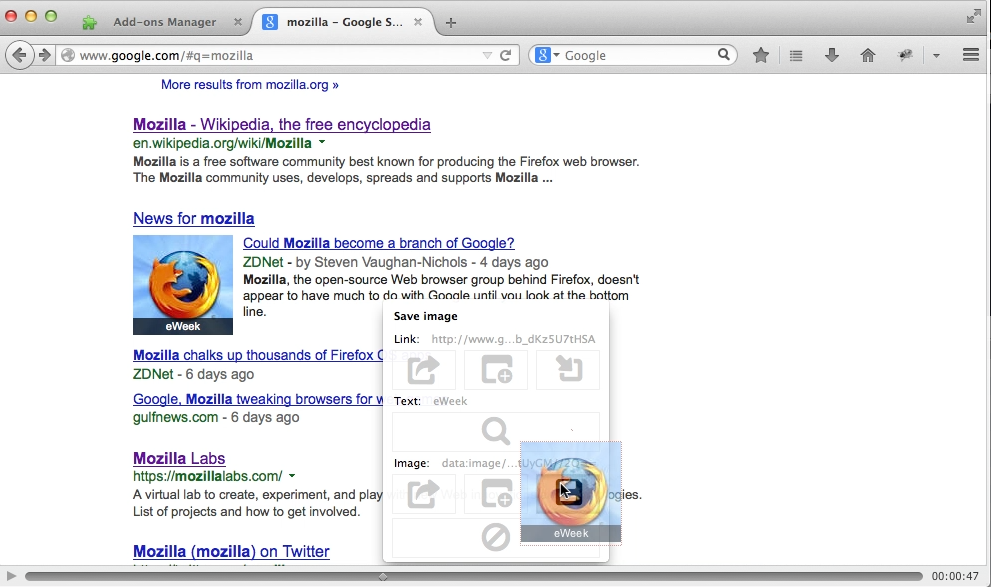 Add-ons Manager
mozilla – Google S...
www.google.com/#q=mozilla
Google
More results from mozilla.org »
Mozilla - Wikipedia, the free encyclopedia
en.wikipedia.org/wiki/Mozilla
Mozilla is a free software community best known for producing the Firefox web browser.
The Mozilla community uses, develops, spreads and supports Mozilla ...
News for mozilla
Could Mozilla become a branch of Google?
ZDNet - by Steven Vaughan-Nichols - 4 days ago
Mozilla, the open-source Web browser group behind Firefox, doesn't
appear to have much to do with Google until you look at the bottom
line.
eWeek
Mozilla chalks up thousands of Firefox
ZDNet - 6 days ago
Google, Mozilla tweaking browsers for
gulfnews.com - 6 days ago
Mozilla Labs
https://mozillalabs.com/
A virtual lab to create, experiment, and play
List of projects and how to get involved.
Mozilla (mozilla) on Twitter
Save image
Link: http://www.g...b_dKz5U7tHSA
Text: eWeek
Image: data:image/...
eWeek
00:00:47